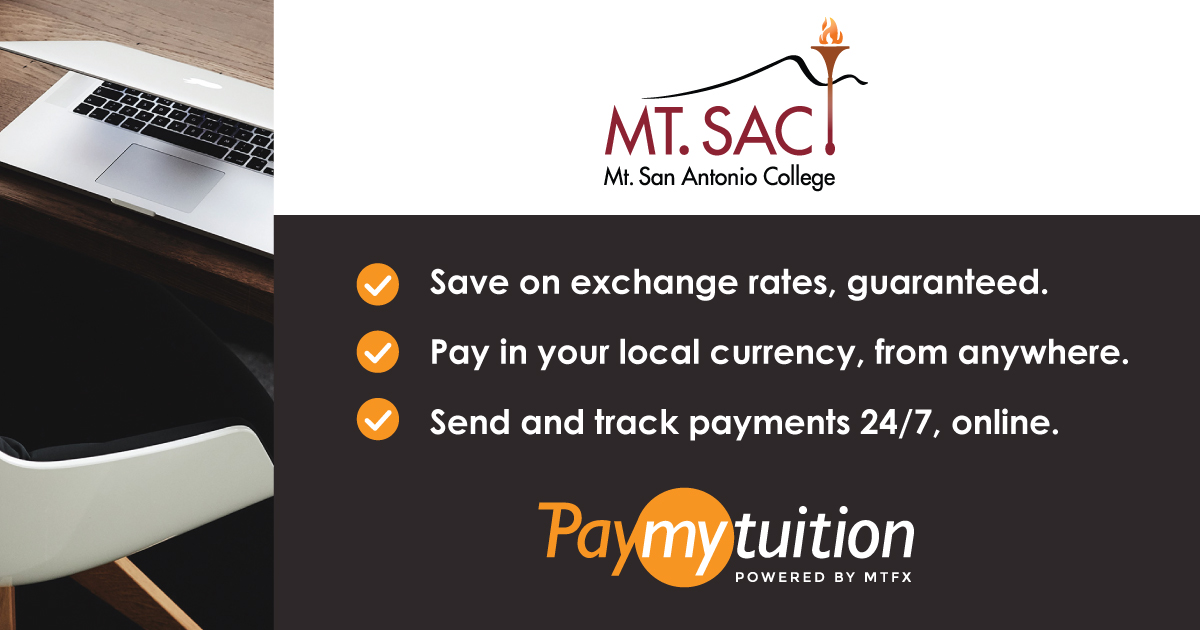 MT. SAC
Mt. San Antonio College
Save on exchange rates, guaranteed.
Pay in your local currency, from anywhere.
Send and track payments 24/7, online.
Paymytuition
POWERED BY MTFX